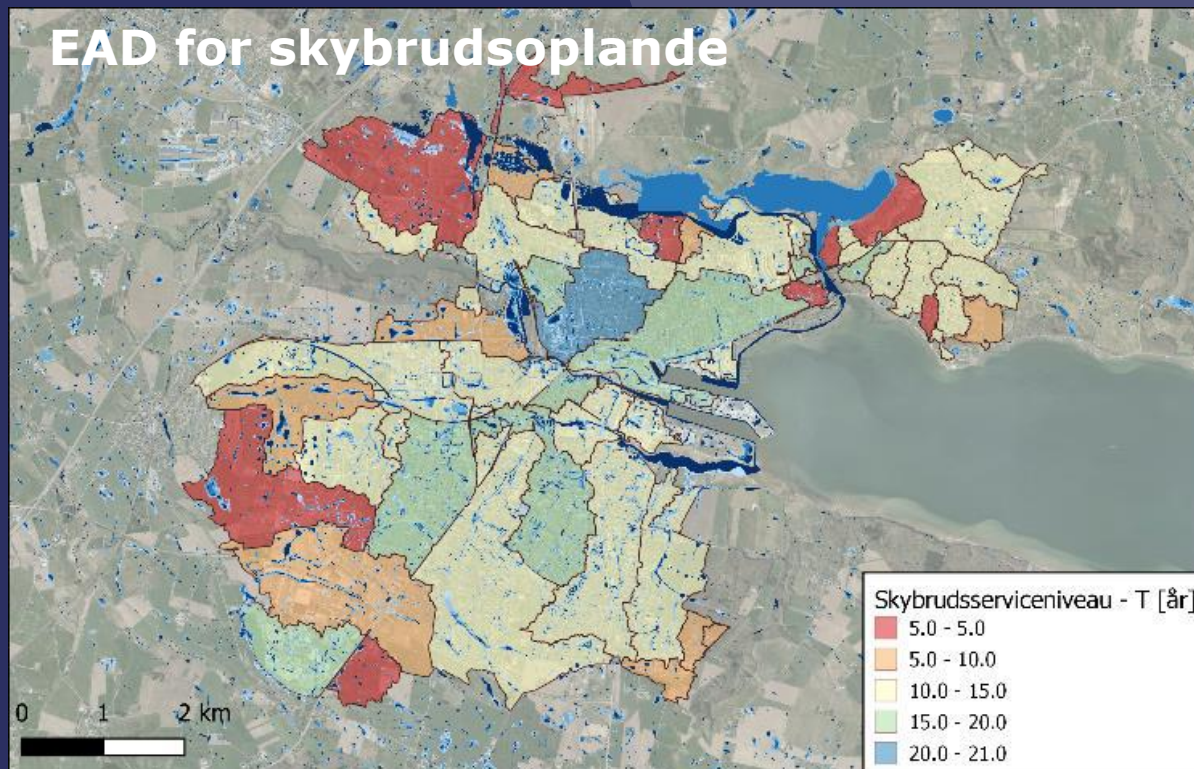 EAD for skybrudsoplande
0 1 2 km
Skybrudsserviceniveau - T [år]
5.0 - 5.0
5.0 - 10.0
10.0 - 15.0
15.0 - 20.0
20.0 - 21.0